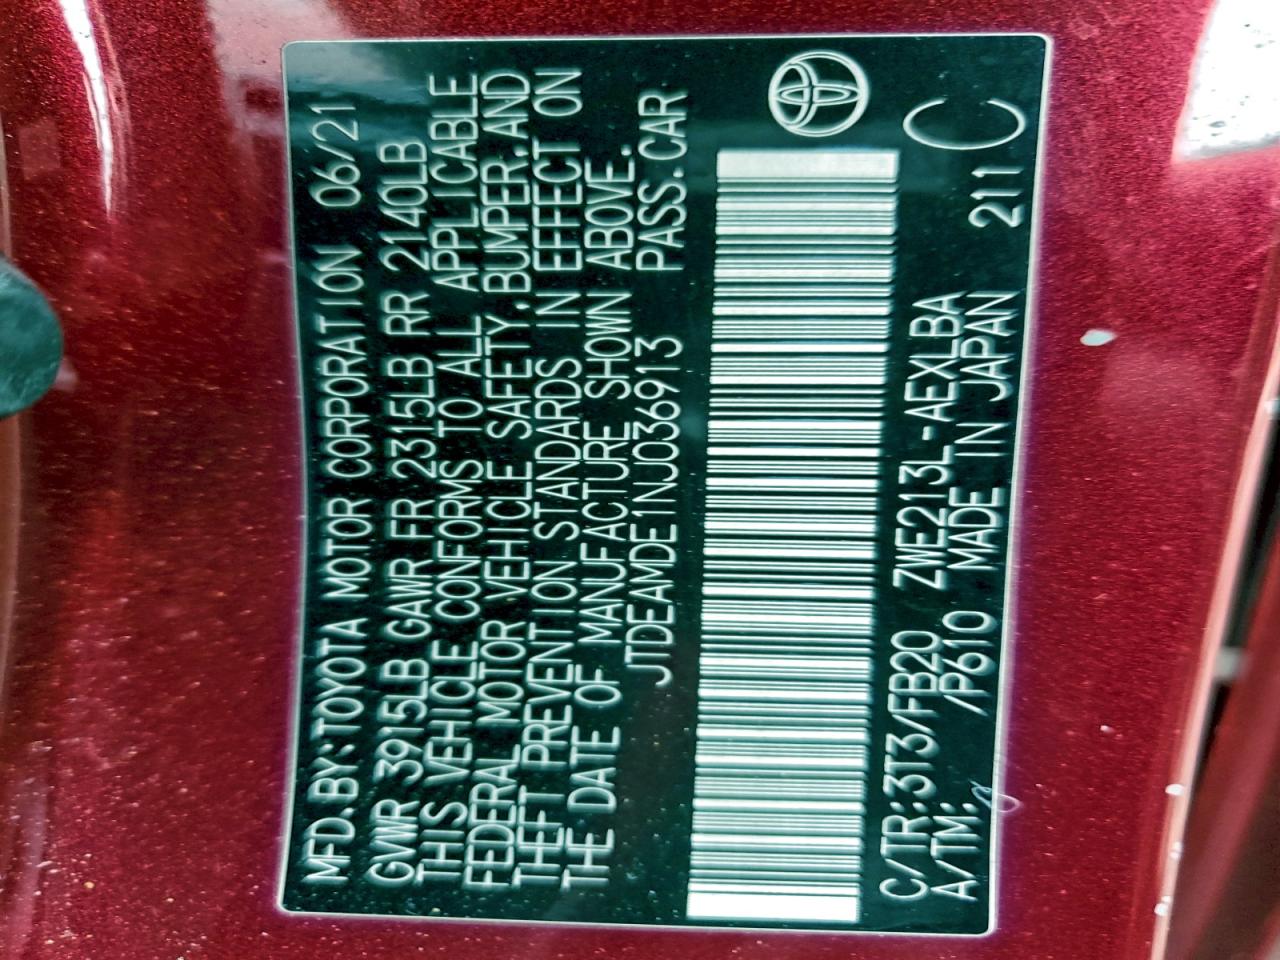 MFD.BY:TOYOTA MOTOR CORPORATION 06/21
GVWR 3915LB GAWR FR 2315LB RR 2140LB
THIS VEHICLE CONFORMS TO ALL APPLICABLE
FEDERAL MOTOR VEHICLE SAFETY,BUMPER,AND
THEFT PREVENTION STANDARDS IN EFFECT ON
THE DATE OF MANUFACTURE SHOWN ABOVE.
JTDEAMDE1NJ036913 PASS.CAR
C/TR:3T3/FB20 ZWE213L-AEXLBA
A/TM: /P610 MADE IN JAPAN 211 C